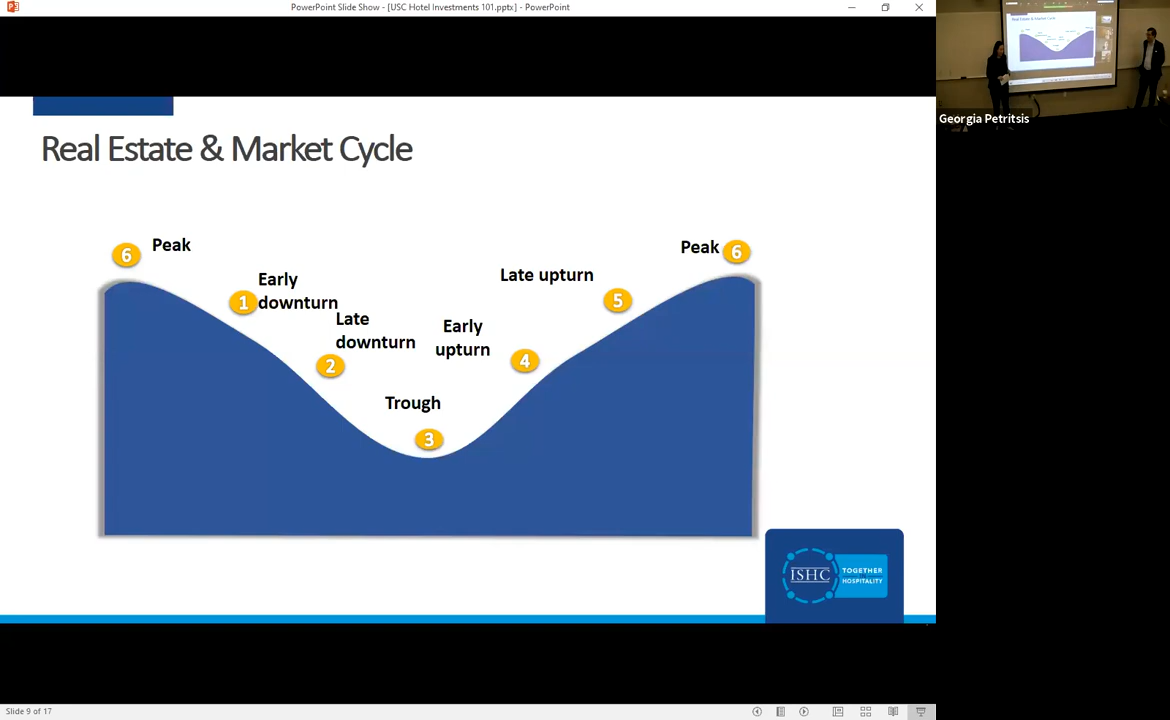 PowerPoint Slide Show - [USC Hotel Investments 101.pptx] - PowerPoint
Real Estate & Market Cycle
Georgia Petritsis
6
Peak
Peak
6
1
Early
downturn
Late upturn
5
2
Late
downturn
Early
upturn
4
Trough
3
ISHC
TOGETHER
HOSPITALITY
Slide 9 of 17